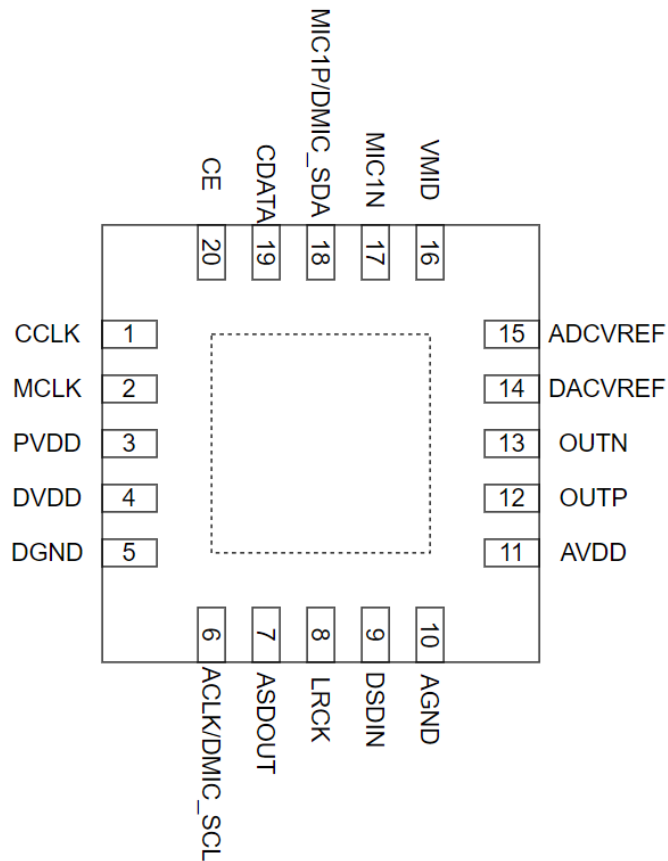 MIC1P/DMIC_SDA
CE
CDATA
MIC1N
VMID
20
19
18
17
16
CCLK 1
15 ADCVREF
MCLK 2
14 DACVREF
PVDD 3
13 OUTN
DVDD 4
12 OUTP
DGND 5
11 AVDD
6
7
8
9
10
ACLK/DMIC_SCL
ASDOUT
LRCK
DSDIN
AGND